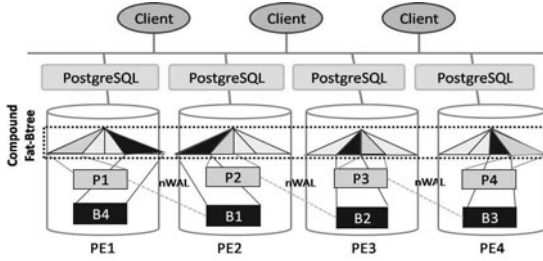 Client Client Client
PostgreSQL PostgreSQL PostgreSQL PostgreSQL
Compound
Fat-Btree
P1 P2 P3 P4
nWAL nWAL nWAL
B4 B1 B2 B3
PE1 PE2 PE3 PE4